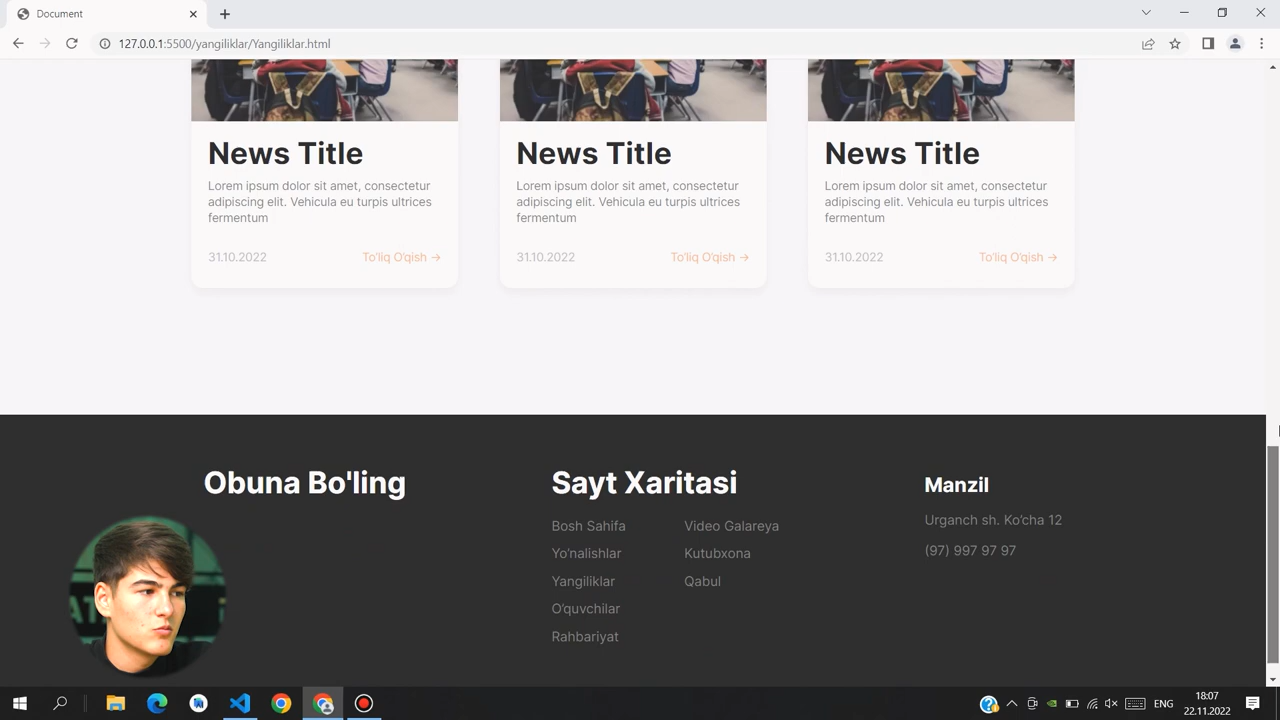 Document
127.0.0.1:5500/yangiliklar/Yangiliklar.html
News Title
Lorem ipsum dolor sit amet, consectetur
adipiscing elit. Vehicula eu turpis ultrices
fermentum
31.10.2022
To'liq O'qish →
News Title
Lorem ipsum dolor sit amet, consectetur
adipiscing elit. Vehicula eu turpis ultrices
fermentum
31.10.2022
To'liq O'qish →
News Title
Lorem ipsum dolor sit amet, consectetur
adipiscing elit. Vehicula eu turpis ultrices
fermentum
31.10.2022
To'liq O'qish →
Obuna Bo'ling
Sayt Xaritasi
Bosh Sahifa
Yo'nalishlar
Yangiliklar
O'quvchilar
Rahbariyat
Video Galareya
Kutubxona
Qabul
Manzil
Urganch sh. Ko'cha 12
(97) 997 97 97
ENG
18:07
22.11.2022